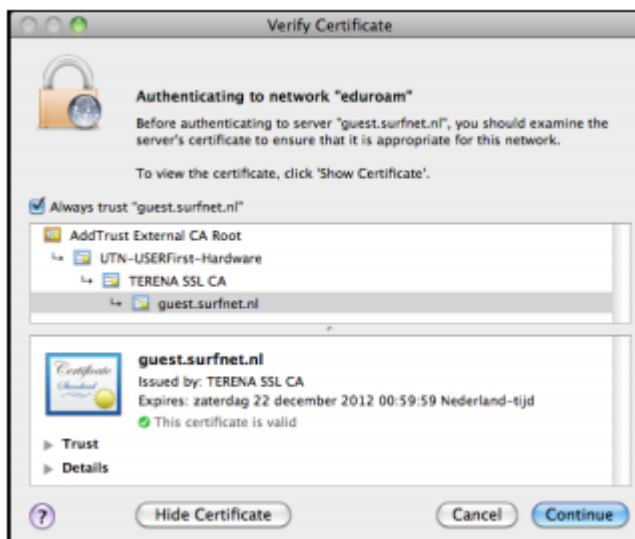 Verify Certificate
Authenticating to network "eduroam"
Before authenticating to server "guest.surfnet.nl", you should examine the
server's certificate to ensure that it is appropriate for this network.
To view the certificate, click 'Show Certificate'.
Always trust "guest.surfnet.nl"
AddTrust External CA Root
UTN-USERFirst-Hardware
TERENA SSL CA
guest.surfnet.nl
Certificate
Standard
guest.surfnet.nl
Issued by: TERENA SSL CA
Expires: zaterdag 22 december 2012 00:59:59 Nederland-tijd
This certificate is valid
Trust
Details
?
Hide Certificate
Cancel
Continue